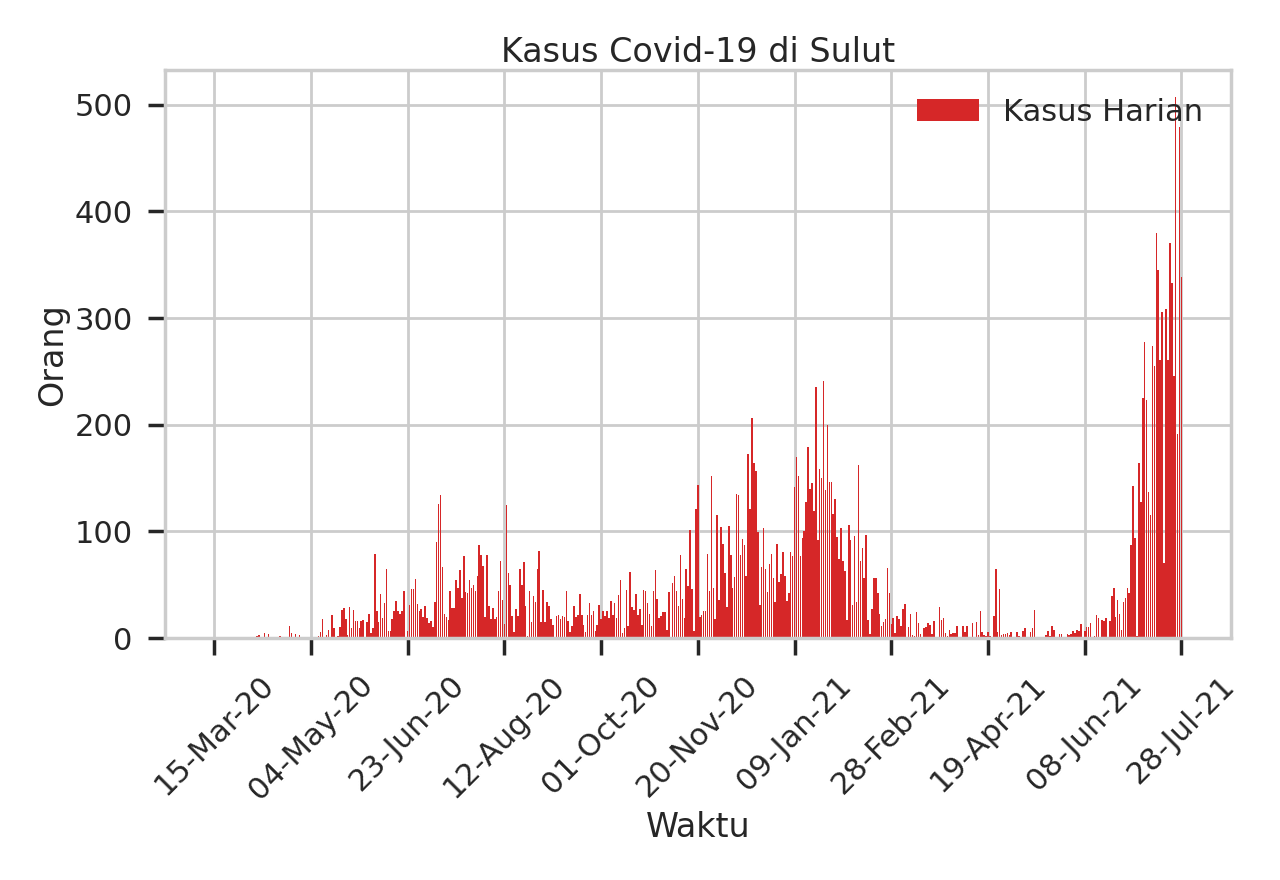 Kasus Covid-19 di Sulut
Kasus Harian
Orang
500
400
300
200
100
0
15-Mar-20
04-May-20
23-Jun-20
12-Aug-20
01-Oct-20
20-Nov-20
09-Jan-21
28-Feb-21
19-Apr-21
08-Jun-21
28-Jul-21
Waktu